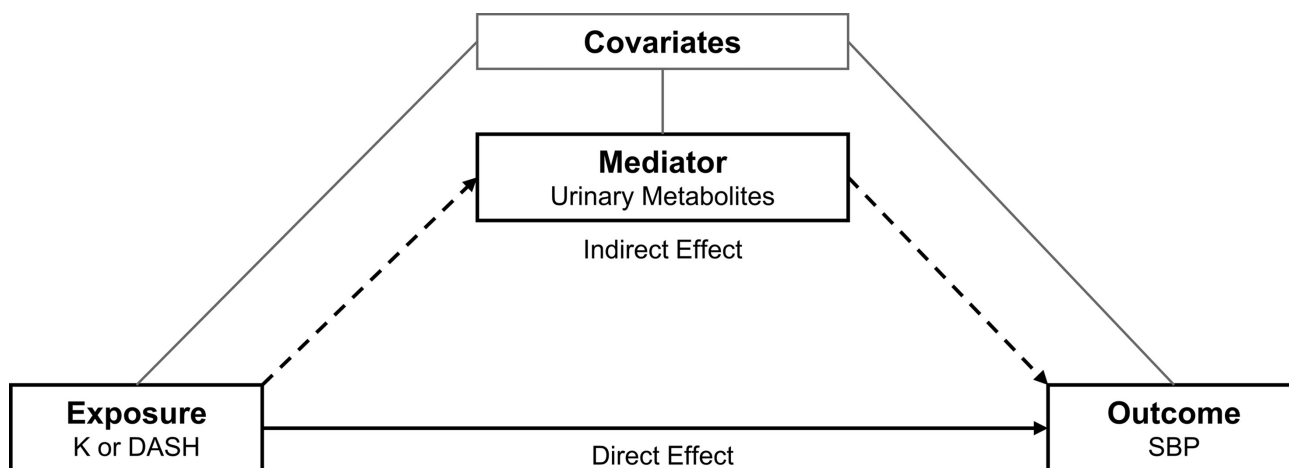 Covariates
Mediator
Urinary Metabolites
Indirect Effect
Exposure
K or DASH
Direct Effect
Outcome
SBP